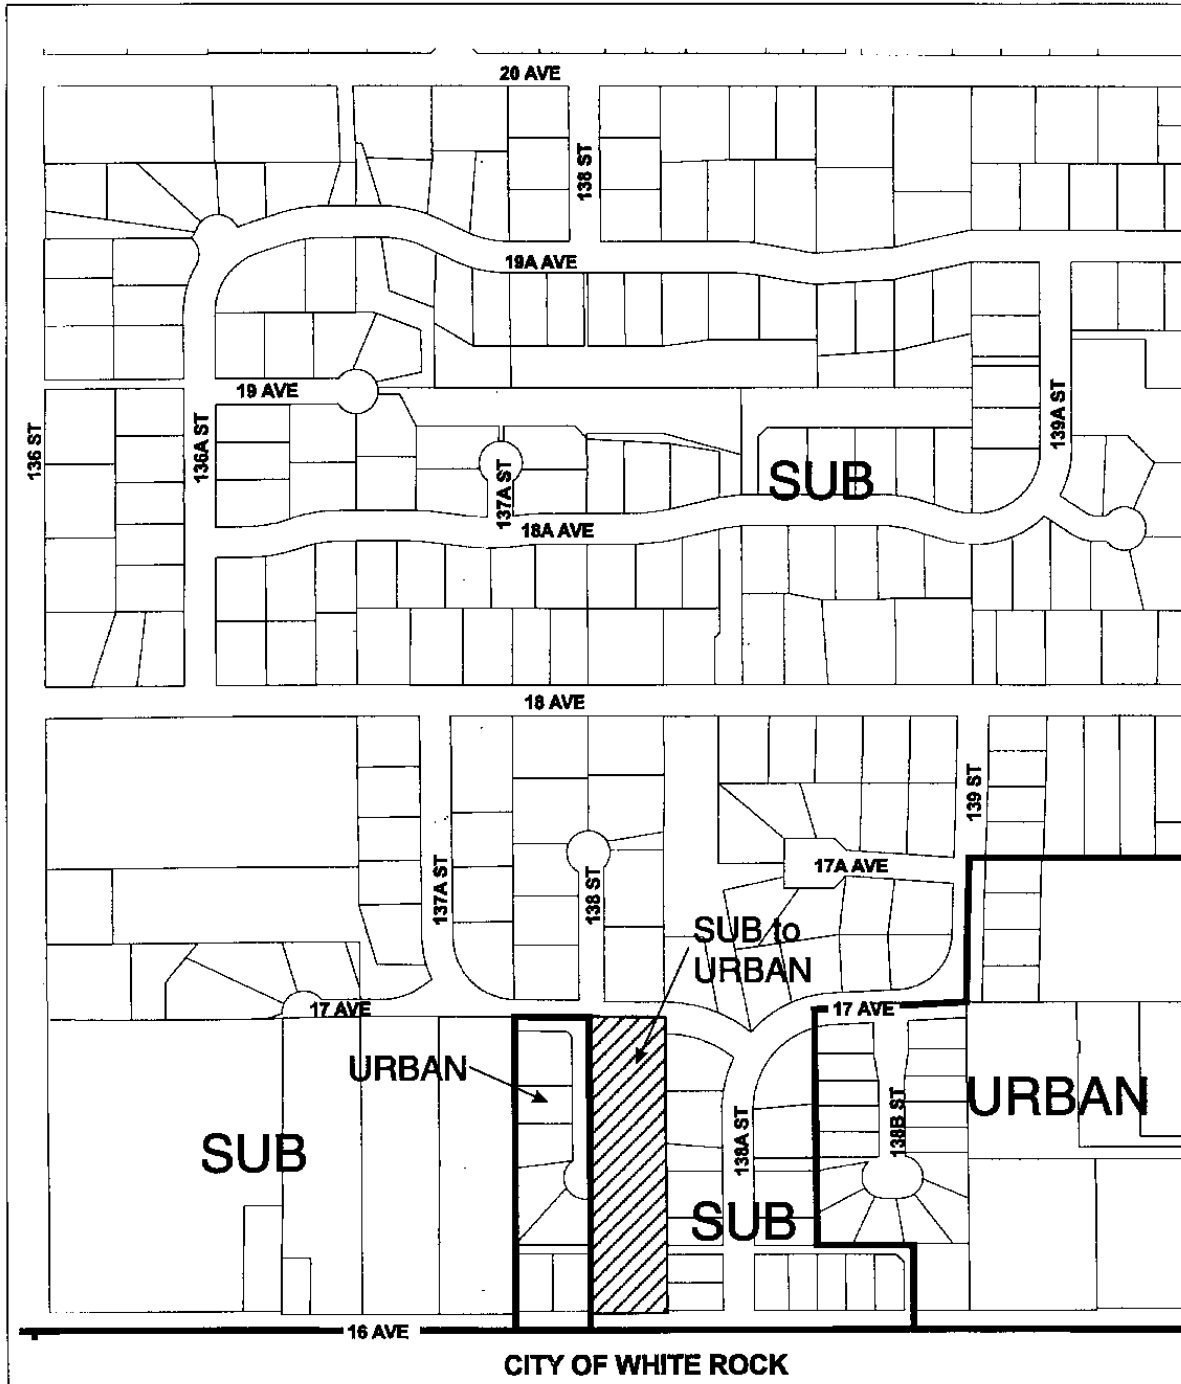 20 AVE
138 ST
19A AVE
19 AVE
136 ST
136A ST
139A ST
137A ST
SUB
18A AVE
18 AVE
139 ST
17A AVE
137A ST
138 ST
SUB to
URBAN
17 AVE
17 AVE
URBAN
URBAN
138A ST
138B ST
SUB
SUB
16 AVE
CITY OF WHITE ROCK